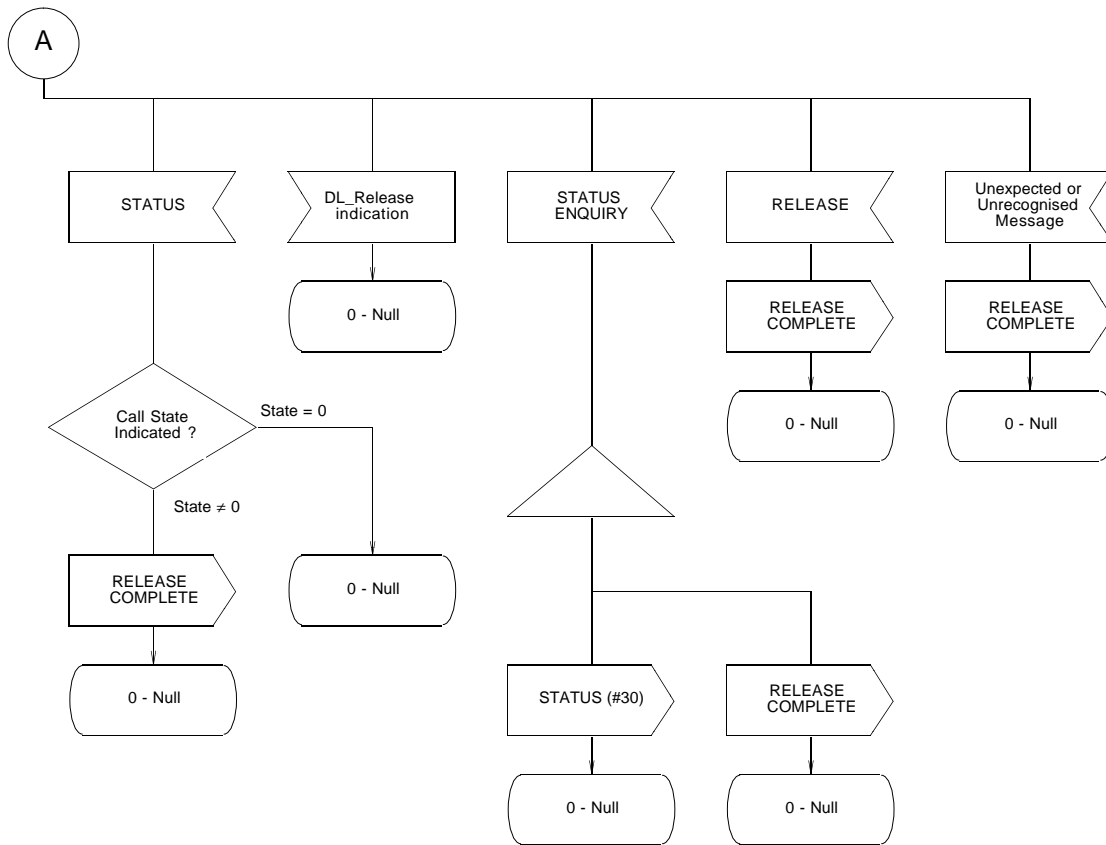 A
STATUS
DL_Release
indication
STATUS
ENQUIRY
RELEASE
Unexpected or
Unrecognised
Message
0 - Null
RELEASE
COMPLETE
RELEASE
COMPLETE
0 - Null
0 - Null
Call State
Indicated ?
State = 0
State ≠ 0
RELEASE
COMPLETE
0 - Null
0 - Null
STATUS (#30)
RELEASE
COMPLETE
0 - Null
0 - Null